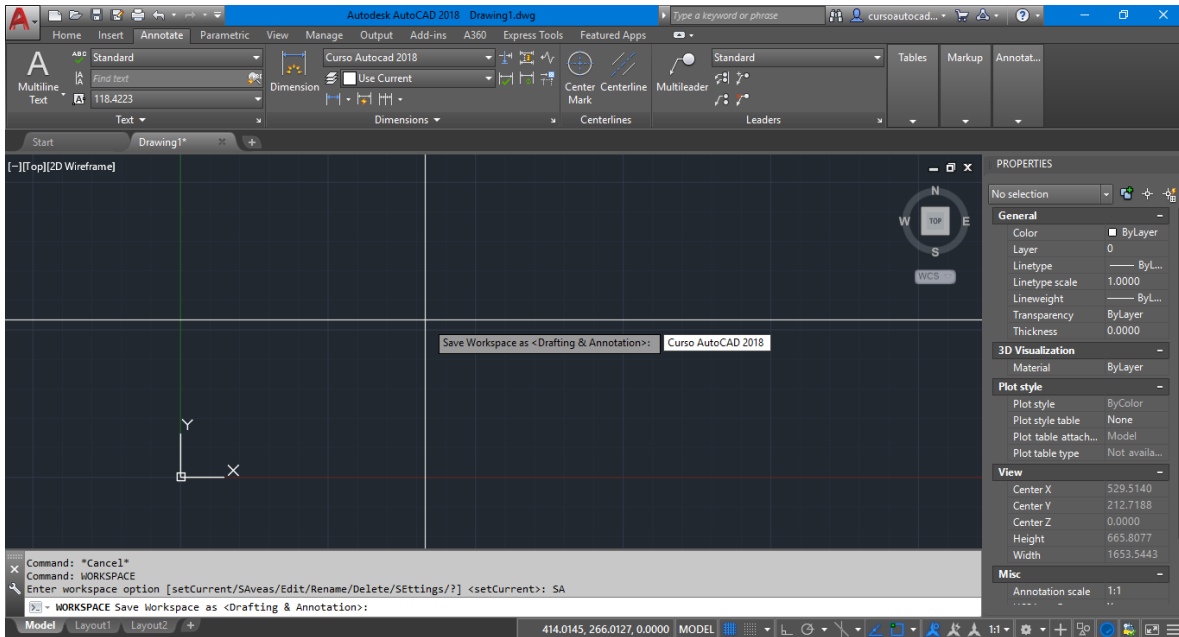 Autodesk AutoCAD 2018 Drawing1.dwg
Type a keyword or phrase
cursoautocad...
Home Insert Annotate Parametric View Manage Output Add-ins A360 Express Tools Featured Apps
A
Multiline
Text
ABC Standard
Find text
118.4223
Text
Dimension
Curso Autocad 2018
Use Current
Dimensions
Center
Mark
Centerline
Centerlines
Multileader
Standard
Leaders
Tables
Markup
Annotat...
Start Drawing1*
[−][Top][2D Wireframe]
N
W TOP E
S
WCS
Save Workspace as <Drafting & Annotation>: Curso AutoCAD 2018
Y
X
PROPERTIES
No selection
General
Color ByLayer
Layer 0
Linetype ByL...
Linetype scale 1.0000
Lineweight ByL...
Transparency ByLayer
Thickness 0.0000
3D Visualization
Material ByLayer
Plot style
Plot style ByColor
Plot style table None
Plot table attach... Model
Plot table type Not availa...
View
Center X 529.5140
Center Y 212.7188
Center Z 0.0000
Height 665.8077
Width 1653.5443
Misc
Annotation scale 1:1
Command: *Cancel*
Command: WORKSPACE
Enter workspace option [setCurrent/SAveas/Edit/Rename/Delete/SEttings/?] <setCurrent>: SA
WORKSPACE Save Workspace as <Drafting & Annotation>:
Model Layout1 Layout2 +
414.0145, 266.0127, 0.0000 MODEL 1:1